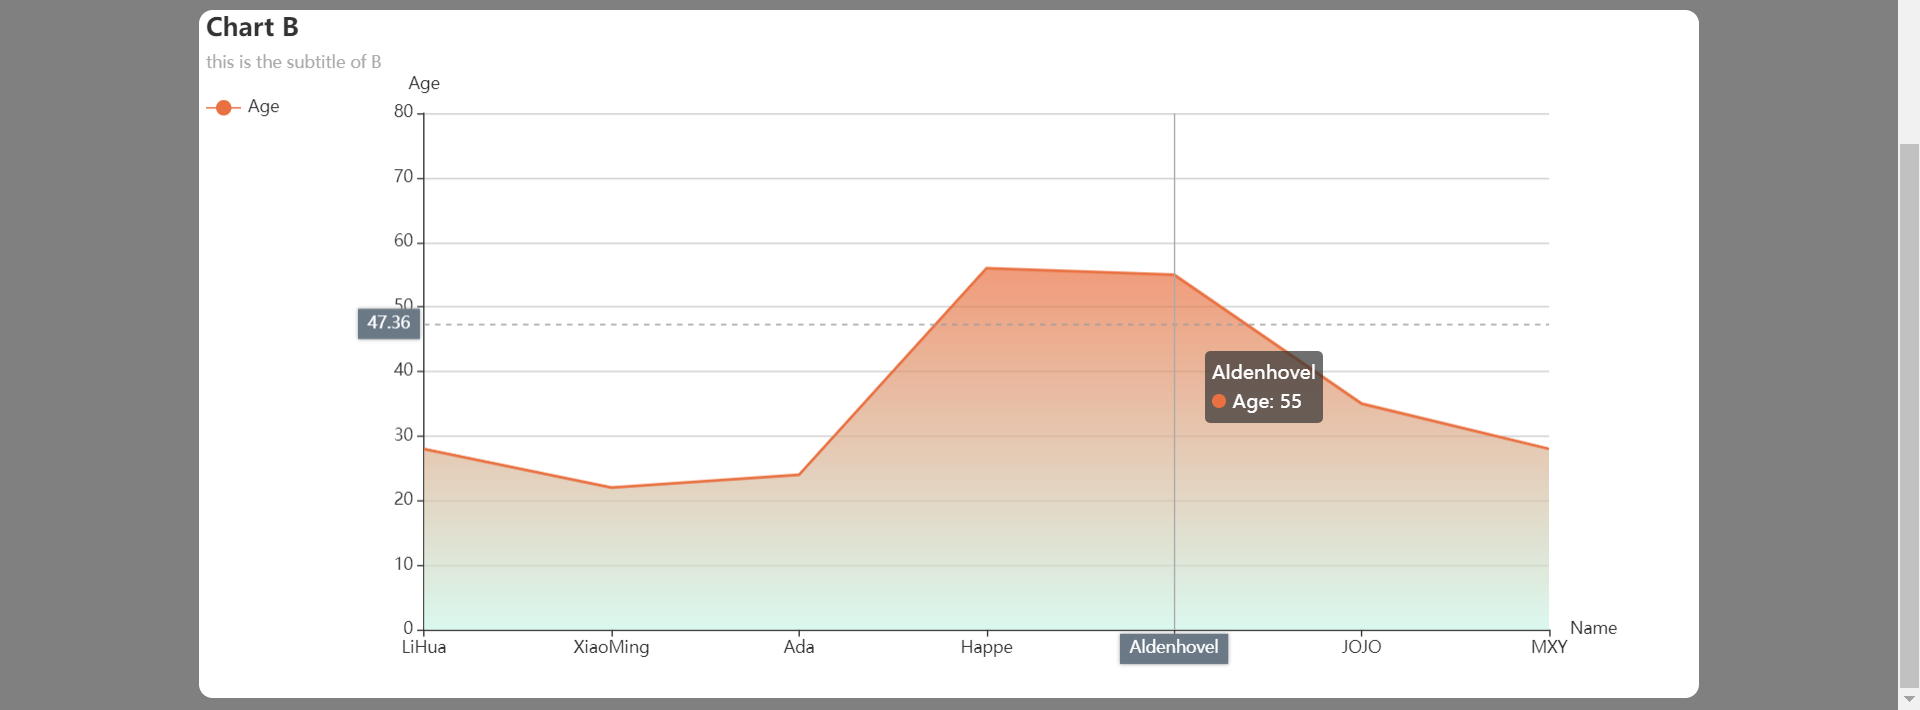 Chart B
this is the subtitle of B
Age
Age
80
70
60
50
47.36
40
30
20
10
0
Aldenhovel
Age: 55
LiHua XiaoMing Ada Happe Aldenhovel JOJO MXY
Name